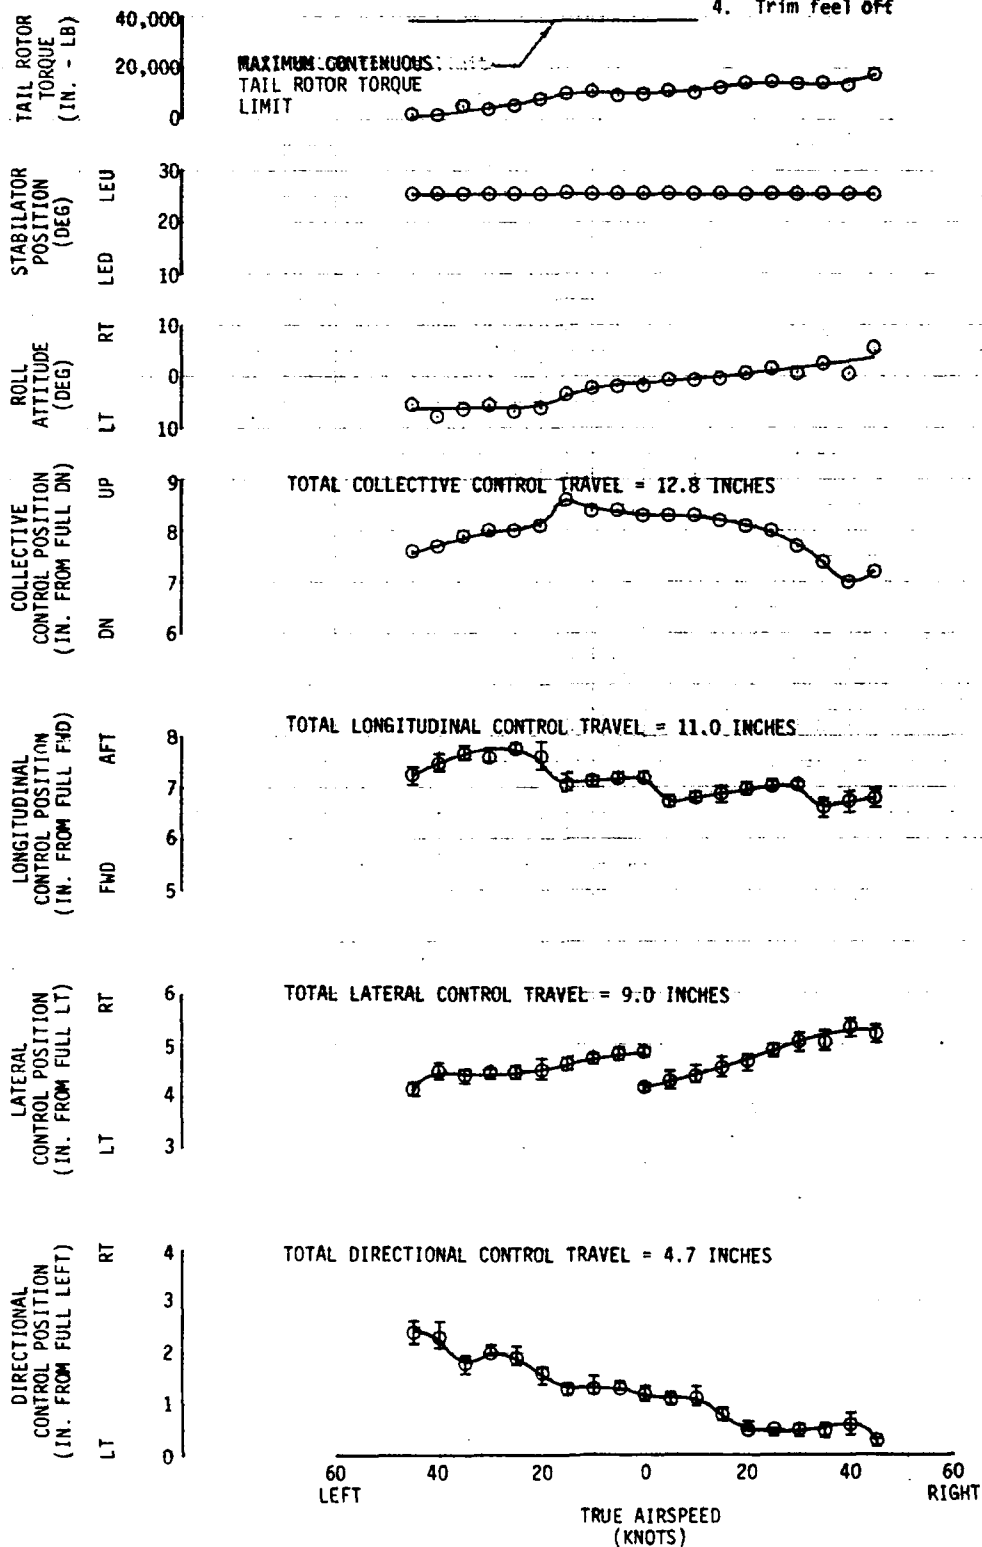 4. Trim feel off
TAIL ROTOR
TORQUE
(IN. - LB)
40,000
20,000
0
MAXIMUM CONTINUOUS
TAIL ROTOR TORQUE
LIMIT
STABILATOR
POSITION
(DEG)
LED LEU
30
20
10
ROLL
ATTITUDE
(DEG)
LT RT
10
0
10
COLLECTIVE
CONTROL POSITION
(IN. FROM FULL DN)
DN UP
9
8
7
6
TOTAL COLLECTIVE CONTROL TRAVEL = 12.8 INCHES
LONGITUDINAL
CONTROL POSITION
(IN. FROM FULL FWD)
FWD AFT
8
7
6
5
TOTAL LONGITUDINAL CONTROL TRAVEL = 11.0 INCHES
LATERAL
CONTROL POSITION
(IN. FROM FULL LT)
LT RT
6
5
4
3
TOTAL LATERAL CONTROL TRAVEL = 9.0 INCHES
DIRECTIONAL
CONTROL POSITION
(IN. FROM FULL LEFT)
LT RT
4
3
2
1
0
TOTAL DIRECTIONAL CONTROL TRAVEL = 4.7 INCHES
60 40 20 0 20 40 60
LEFT RIGHT
TRUE AIRSPEED
(KNOTS)